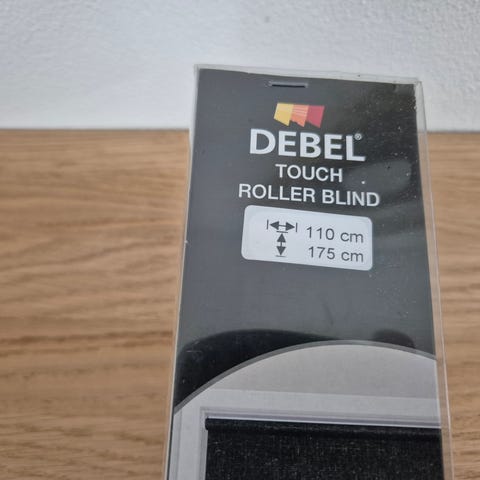 DEBEL®
TOUCH
ROLLER BLIND
110 cm
175 cm